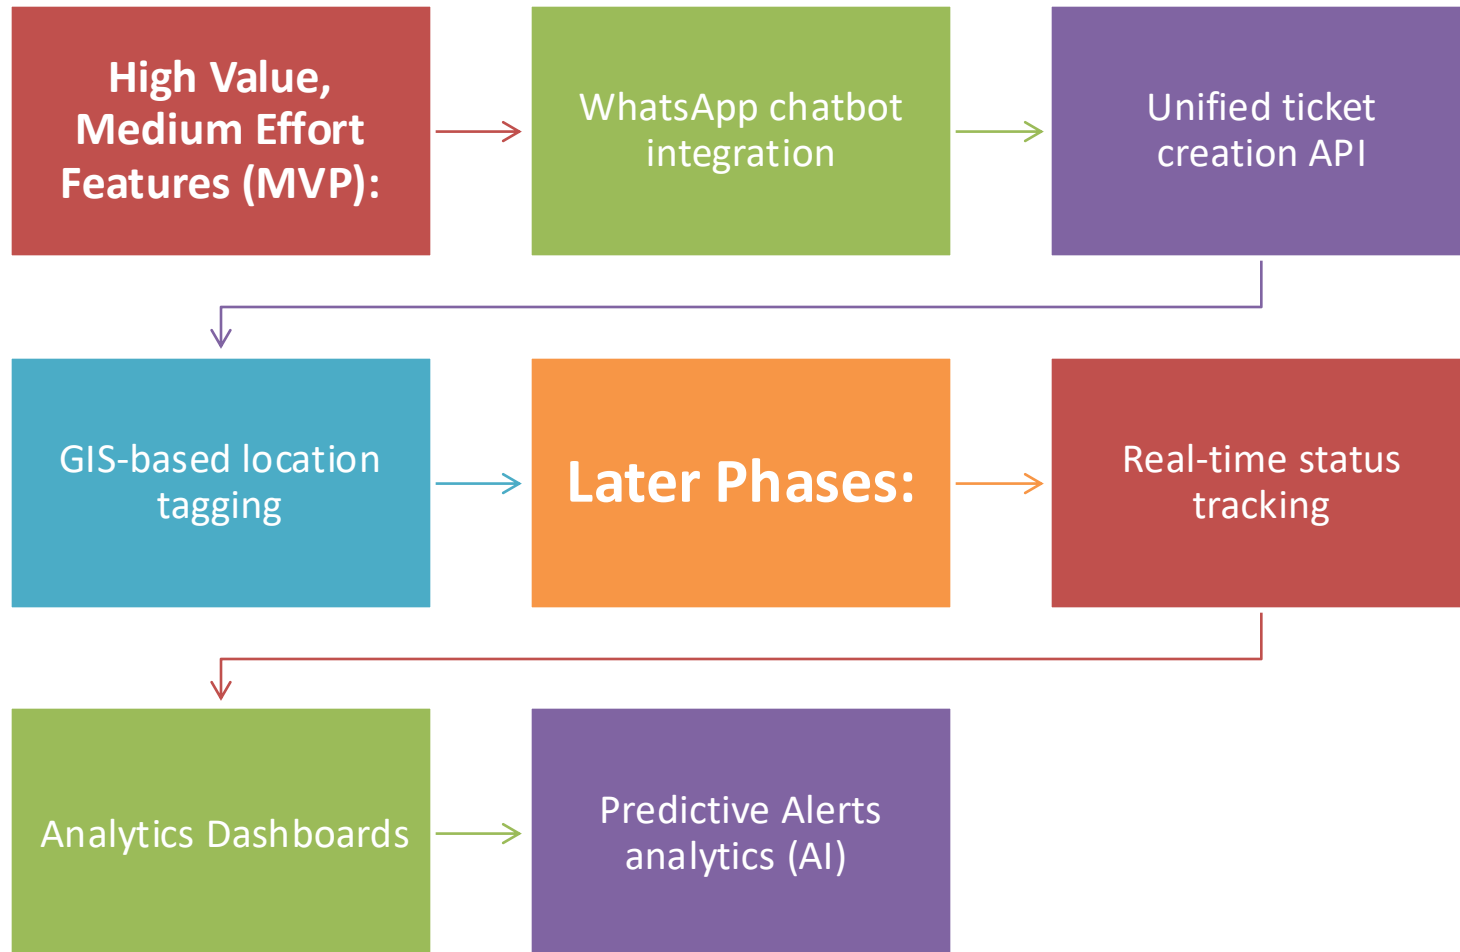 High Value,
Medium Effort
Features (MVP):
WhatsApp chatbot
integration
Unified ticket
creation API
GIS-based location
tagging
Later Phases:
Real-time status
tracking
Analytics Dashboards
Predictive Alerts
analytics (AI)